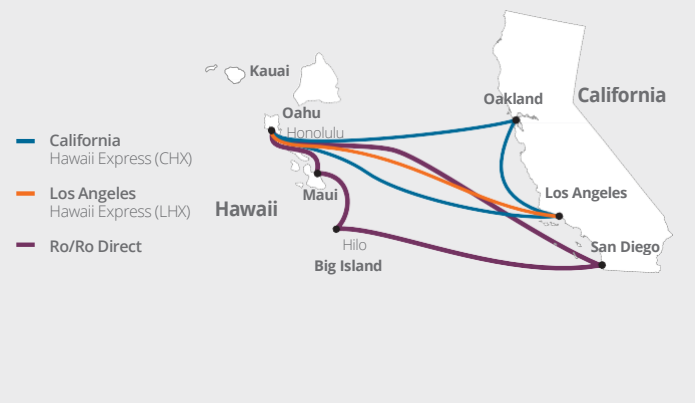 Kauai
Oakland
California
Oahu
Honolulu
California
Hawaii Express (CHX)
Los Angeles
Hawaii Express (LHX)
Maui
Los Angeles
Hawaii
Ro/Ro Direct
Hilo
San Diego
Big Island